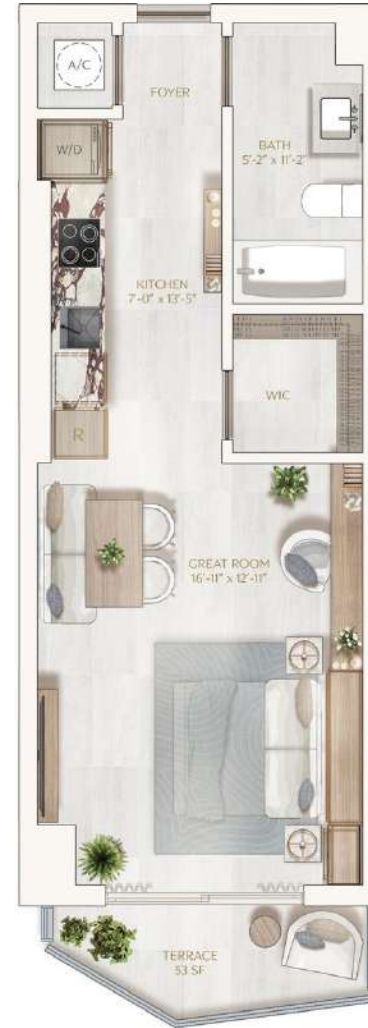 A/C
FOYER
W/D
BATH
5'-2" x 11'-2"
KITCHEN
7'-0" x 13'-5"
WIC
R
GREAT ROOM
16'-11" x 12'-11"
TERRACE
53 SF